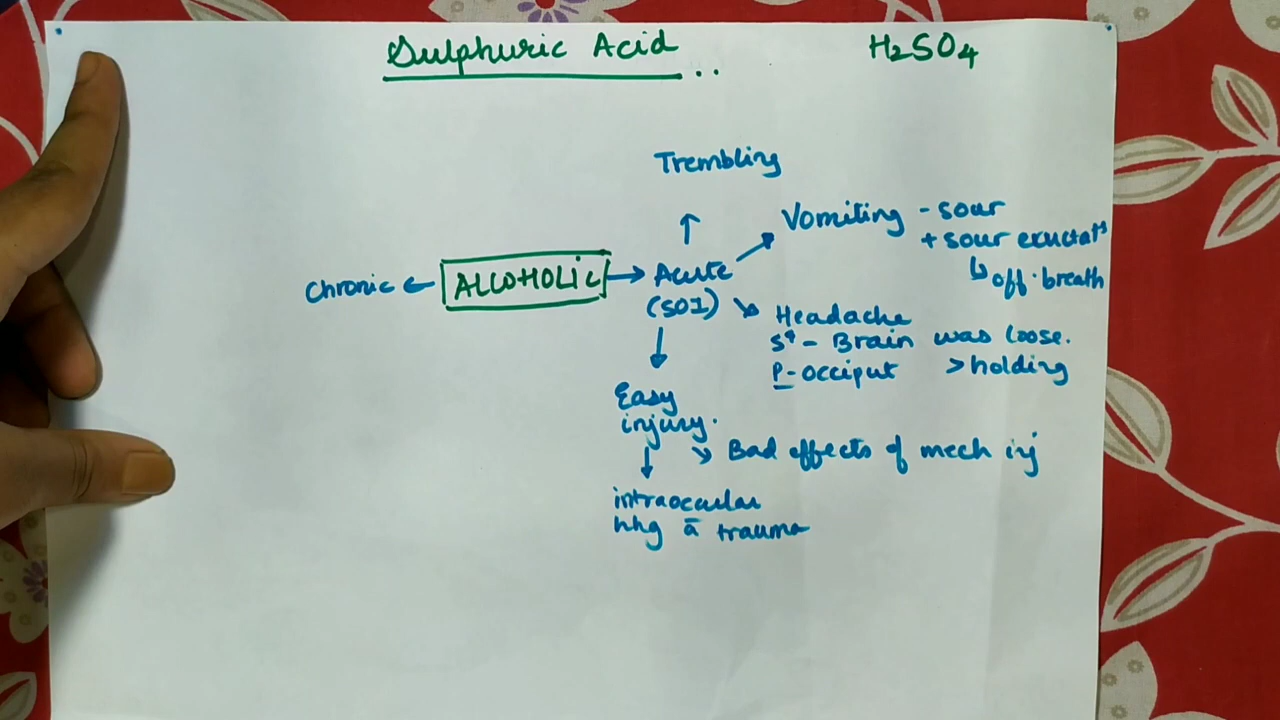 Sulphuric Acid ..
H2SO4
Trembling
↑
Vomiting - sour
+ sour eructats
↳ off. breath
Chronic ← ALCOHOLIC → Acute
(SOI)
Headache
- Brain was loose.
P - occiput >holding
Easy
injury.
Bad effects of mech inj
intraocular
hhg ā trauma